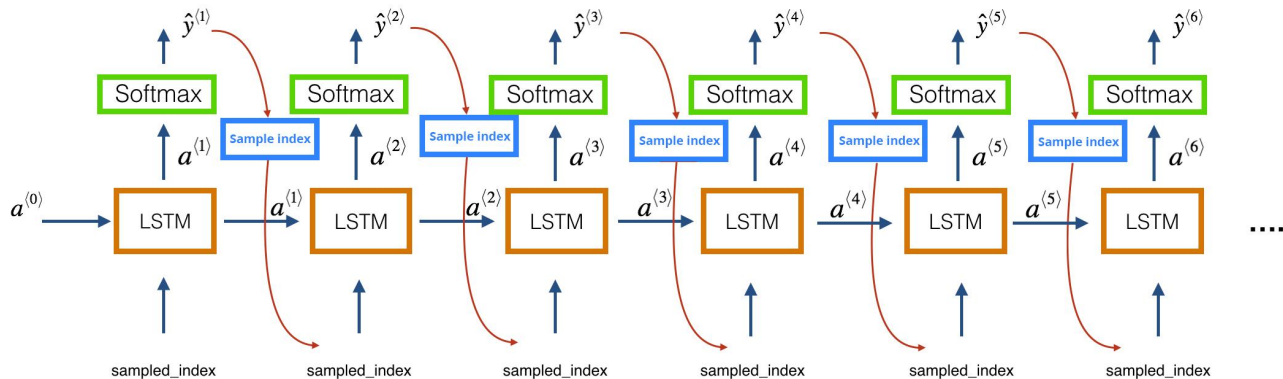 ŷ⟨1⟩ ŷ⟨2⟩ ŷ⟨3⟩ ŷ⟨4⟩ ŷ⟨5⟩ ŷ⟨6⟩
Softmax Softmax Softmax Softmax Softmax Softmax
Sample index Sample index Sample index Sample index Sample index
a⟨1⟩ a⟨2⟩ a⟨3⟩ a⟨4⟩ a⟨5⟩ a⟨6⟩
a⟨0⟩ LSTM a⟨1⟩ LSTM a⟨2⟩ LSTM a⟨3⟩ LSTM a⟨4⟩ LSTM a⟨5⟩ LSTM ....
sampled_index sampled_index sampled_index sampled_index sampled_index sampled_index